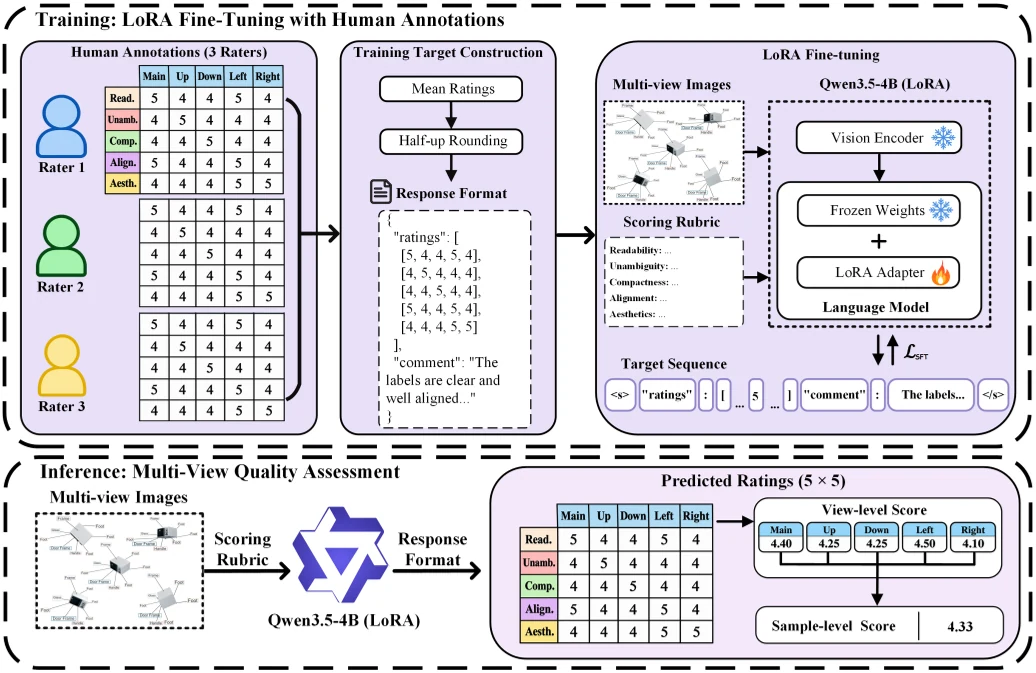 Training: LoRA Fine-Tuning with Human Annotations
Human Annotations (3 Raters)
Main Up Down Left Right
Read. 5 4 4 5 4
Unamb. 4 5 4 4 4
Comp. 4 4 5 4 4
Align. 5 4 4 5 4
Aesth. 4 4 4 5 5
Rater 1
5 4 4 5 4
4 5 4 4 4
4 4 5 4 4
5 4 4 5 4
4 4 4 5 5
Rater 2
5 4 4 5 4
4 5 4 4 4
4 4 5 4 4
5 4 4 5 4
4 4 4 5 5
Rater 3
Training Target Construction
Mean Ratings
Half-up Rounding
Response Format
{
"ratings": [
[5, 4, 4, 5, 4],
[4, 5, 4, 4, 4],
[4, 4, 5, 4, 4],
[5, 4, 4, 5, 4],
[4, 4, 4, 5, 5]
],
"comment": "The
labels are clear and
well aligned..."
}
LoRA Fine-tuning
Multi-view Images
Scoring Rubric
Readability: ...
Unambiguity: ...
Compactness: ...
Alignment: ...
Aesthetics: ...
Qwen3.5-4B (LoRA)
Vision Encoder
Frozen Weights
+
LoRA Adapter
Language Model
ℒSFT
Target Sequence
<s> "ratings" : [ ... 5 ... ] "comment" : The labels... </s>
Inference: Multi-View Quality Assessment
Multi-view Images
Scoring
Rubric
Qwen3.5-4B (LoRA)
Response
Format
Predicted Ratings (5 × 5)
Main Up Down Left Right
Read. 5 4 4 5 4
Unamb. 4 5 4 4 4
Comp. 4 4 5 4 4
Align. 5 4 4 5 4
Aesth. 4 4 4 5 5
View-level Score
Main Up Down Left Right
4.40 4.25 4.25 4.50 4.10
Sample-level Score 4.33